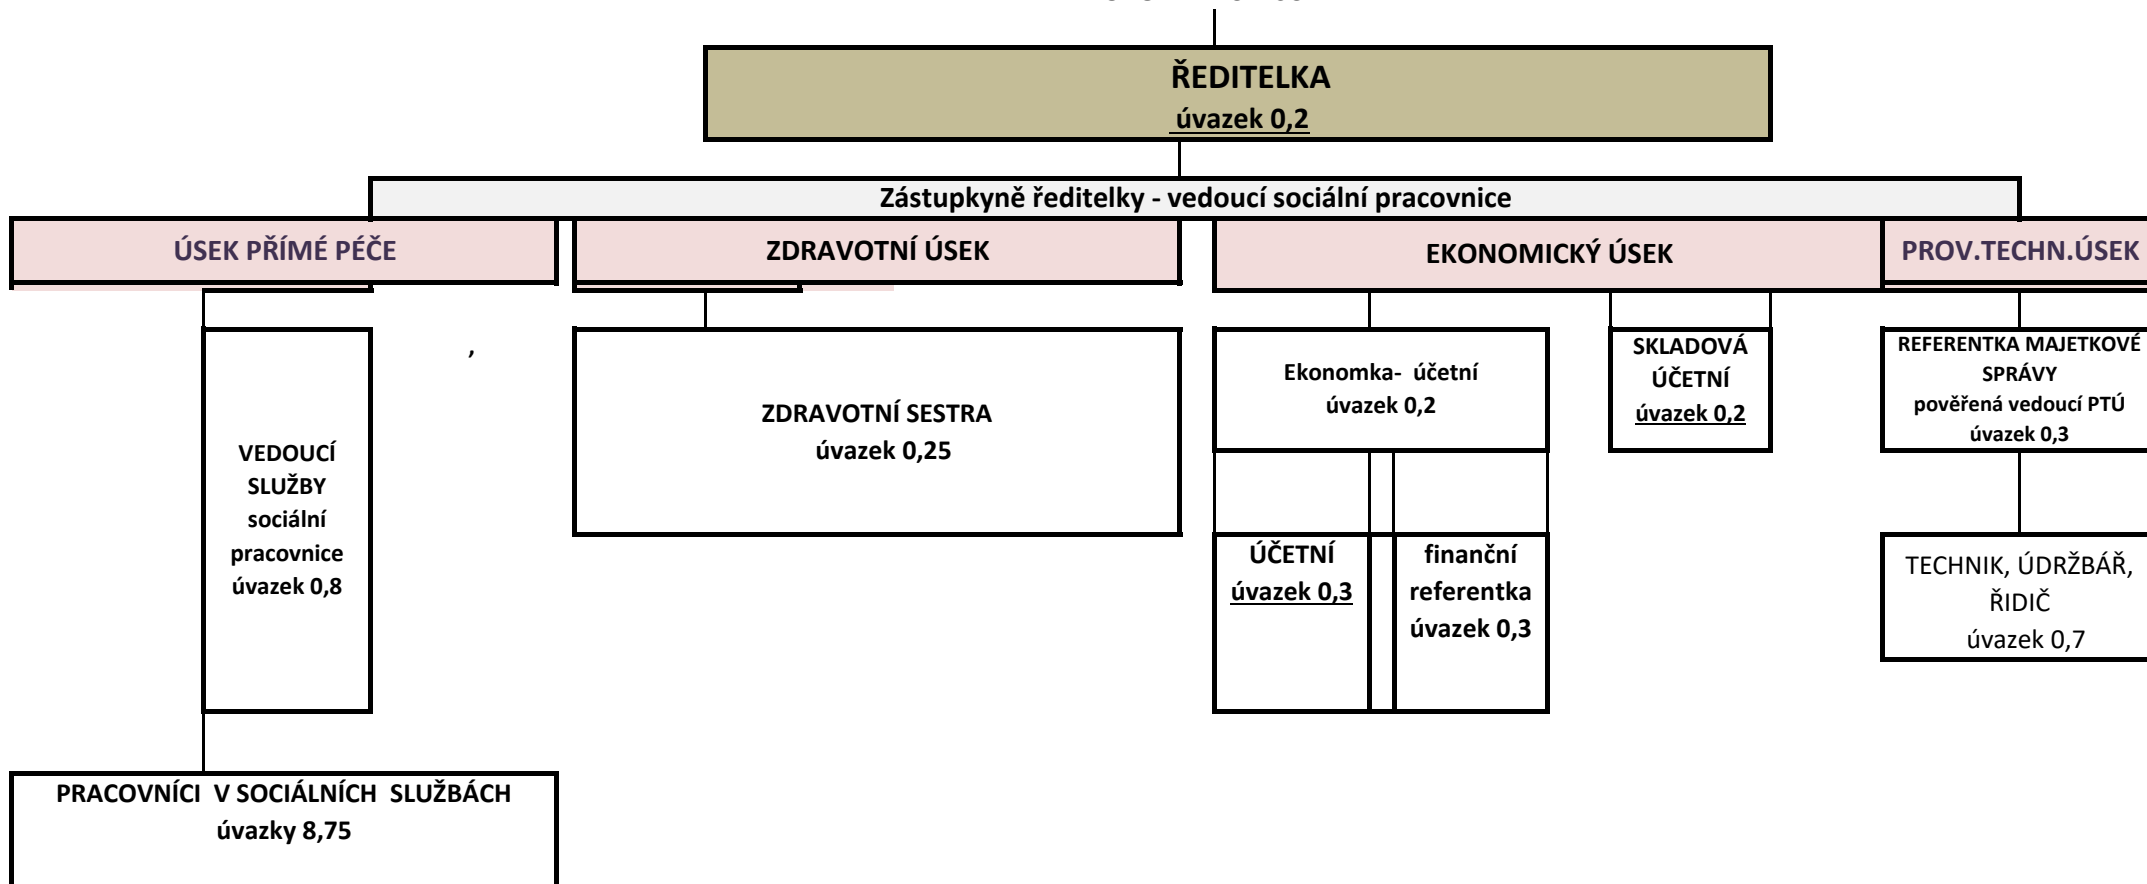 ŘEDITELKA
úvazek 0,2
Zástupkyně ředitelky - vedoucí sociální pracovnice
ÚSEK PŘÍMÉ PÉČE
ZDRAVOTNÍ ÚSEK
EKONOMICKÝ ÚSEK
PROV.TECHN.ÚSEK
VEDOUCÍ
SLUŽBY
sociální
pracovnice
úvazek 0,8
,
ZDRAVOTNÍ SESTRA
úvazek 0,25
Ekonomka- účetní
úvazek 0,2
SKLADOVÁ
ÚČETNÍ
úvazek 0,2
REFERENTKA MAJETKOVÉ
SPRÁVY
pověřená vedoucí PTÚ
úvazek 0,3
ÚČETNÍ
úvazek 0,3
finanční
referentka
úvazek 0,3
TECHNIK, ÚDRŽBÁŘ,
ŘIDIČ
úvazek 0,7
PRACOVNÍCI V SOCIÁLNÍCH SLUŽBÁCH
úvazky 8,75